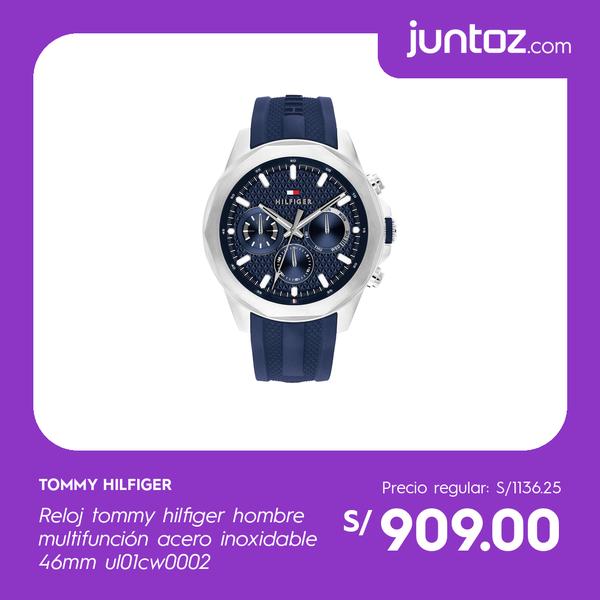 juntoz.com
HILFIGER
TOMMY HILFIGER
Reloj tommy hilfiger hombre
multifunción acero inoxidable
46mm ul01cw0002
Precio regular: S/1136.25
S/ 909.00